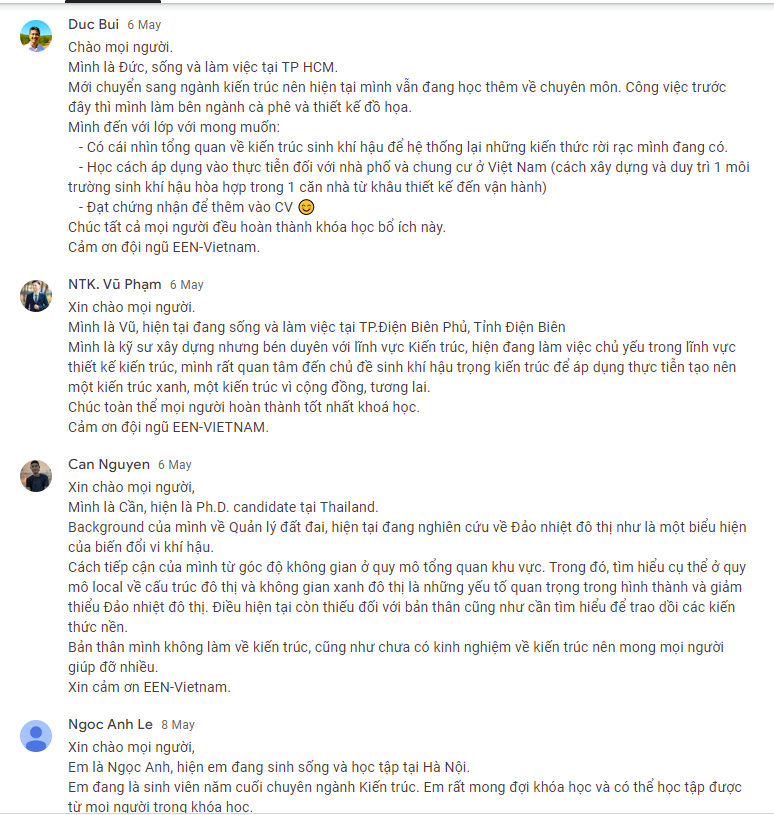 Duc Bui 6 May
Chào mọi người.
Mình là Đức, sống và làm việc tại TP HCM.
Mới chuyển sang ngành kiến trúc nên hiện tại mình vẫn đang học thêm về chuyên môn. Công việc trước
đây thì mình làm bên ngành cà phê và thiết kế đồ họa.
Mình đến với lớp với mong muốn:
- Có cái nhìn tổng quan về kiến trúc sinh khí hậu để hệ thống lại những kiến thức rời rạc mình đang có.
- Học cách áp dụng vào thực tiễn đối với nhà phố và chung cư ở Việt Nam (cách xây dựng và duy trì 1 môi
trường sinh khí hậu hòa hợp trong 1 căn nhà từ khâu thiết kế đến vận hành)
- Đạt chứng nhận để thêm vào CV 😊
Chúc tất cả mọi người đều hoàn thành khóa học bổ ích này.
Cảm ơn đội ngũ EEN-Vietnam.
NTK. Vũ Phạm 6 May
Xin chào mọi người.
Mình là Vũ, hiện tại đang sống và làm việc tại TP.Điện Biên Phủ, Tỉnh Điện Biên
Mình là kỹ sư xây dựng nhưng bén duyên với lĩnh vực Kiến trúc, hiện đang làm việc chủ yếu trong lĩnh vực
thiết kế kiến trúc, mình rất quan tâm đến chủ đề sinh khí hậu trọng kiến trúc để áp dụng thực tiễn tạo nên
một kiến trúc xanh, một kiến trúc vì cộng đồng, tương lai.
Chúc toàn thể mọi người hoàn thành tốt nhất khoá học.
Cảm ơn đội ngũ EEN-VIETNAM.
Can Nguyen 6 May
Xin chào mọi người,
Mình là Cần, hiện là Ph.D. candidate tại Thailand.
Background của mình về Quản lý đất đai, hiện tại đang nghiên cứu về Đảo nhiệt đô thị như là một biểu hiện
của biến đổi vi khí hậu.
Cách tiếp cận của mình từ góc độ không gian ở quy mô tổng quan khu vực. Trong đó, tìm hiểu cụ thể ở quy
mô local về cấu trúc đô thị và không gian xanh đô thị là những yếu tố quan trọng trong hình thành và giảm
thiểu Đảo nhiệt đô thị. Điều hiện tại còn thiếu đối với bản thân cũng như cần tìm hiểu để trao dồi các kiến
thức nền.
Bản thân mình không làm về kiến trúc, cũng như chưa có kinh nghiệm về kiến trúc nên mong mọi người
giúp đỡ nhiều.
Xin cảm ơn EEN-Vietnam.
Ngoc Anh Le 8 May
Xin chào mọi người,
Em là Ngọc Anh, hiện em đang sinh sống và học tập tại Hà Nội.
Em đang là sinh viên năm cuối chuyên ngành Kiến trúc. Em rất mong đợi khóa học và có thể học tập được
từ mọi người trong khóa học.